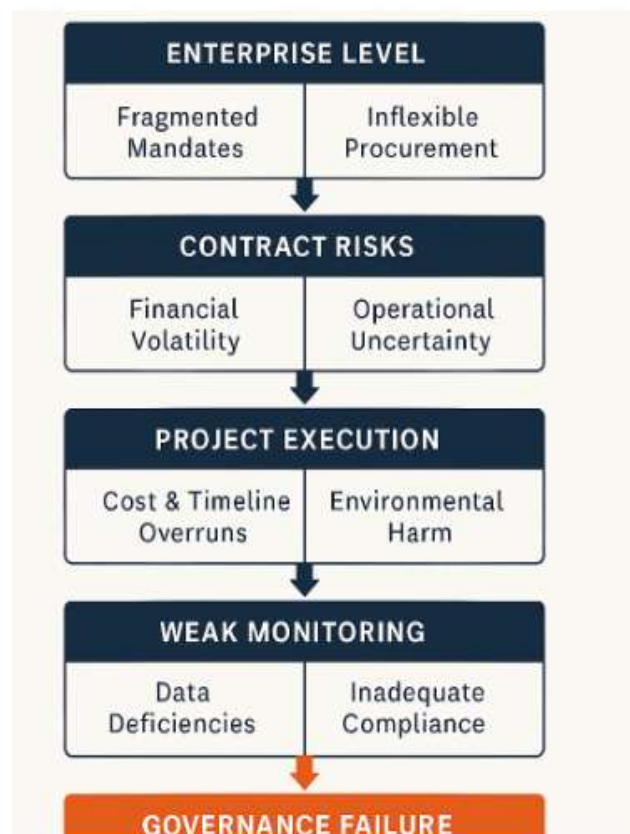 ENTERPRISE LEVEL
Fragmented Mandates
Inflexible Procurement
CONTRACT RISKS
Financial Volatility
Operational Uncertainty
PROJECT EXECUTION
Cost & Timeline Overruns
Environmental Harm
WEAK MONITORING
Data Deficiencies
Inadequate Compliance
GOVERNANCE FAILURE